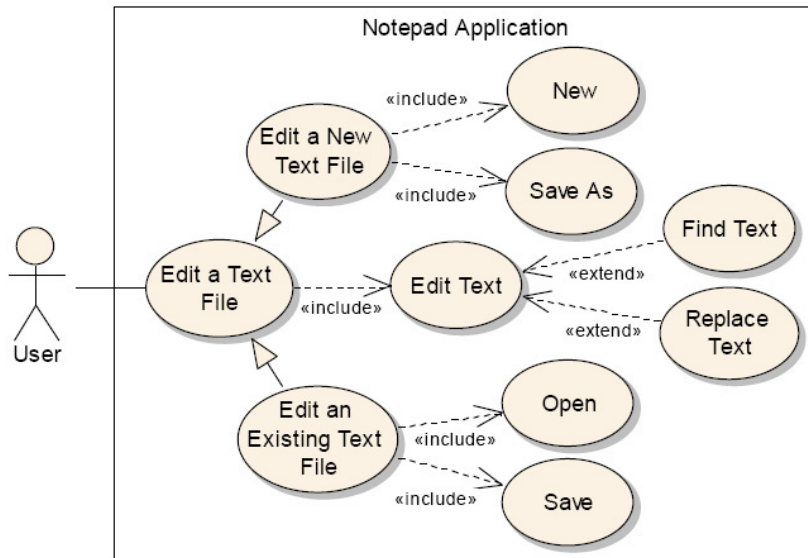 Notepad Application
«include»
New
Edit a New
Text File
«include»
Save As
Find Text
«extend»
Edit a Text
File
«include»
Edit Text
«extend»
Replace
Text
User
Edit an
Existing Text
File
«include»
Open
«include»
Save